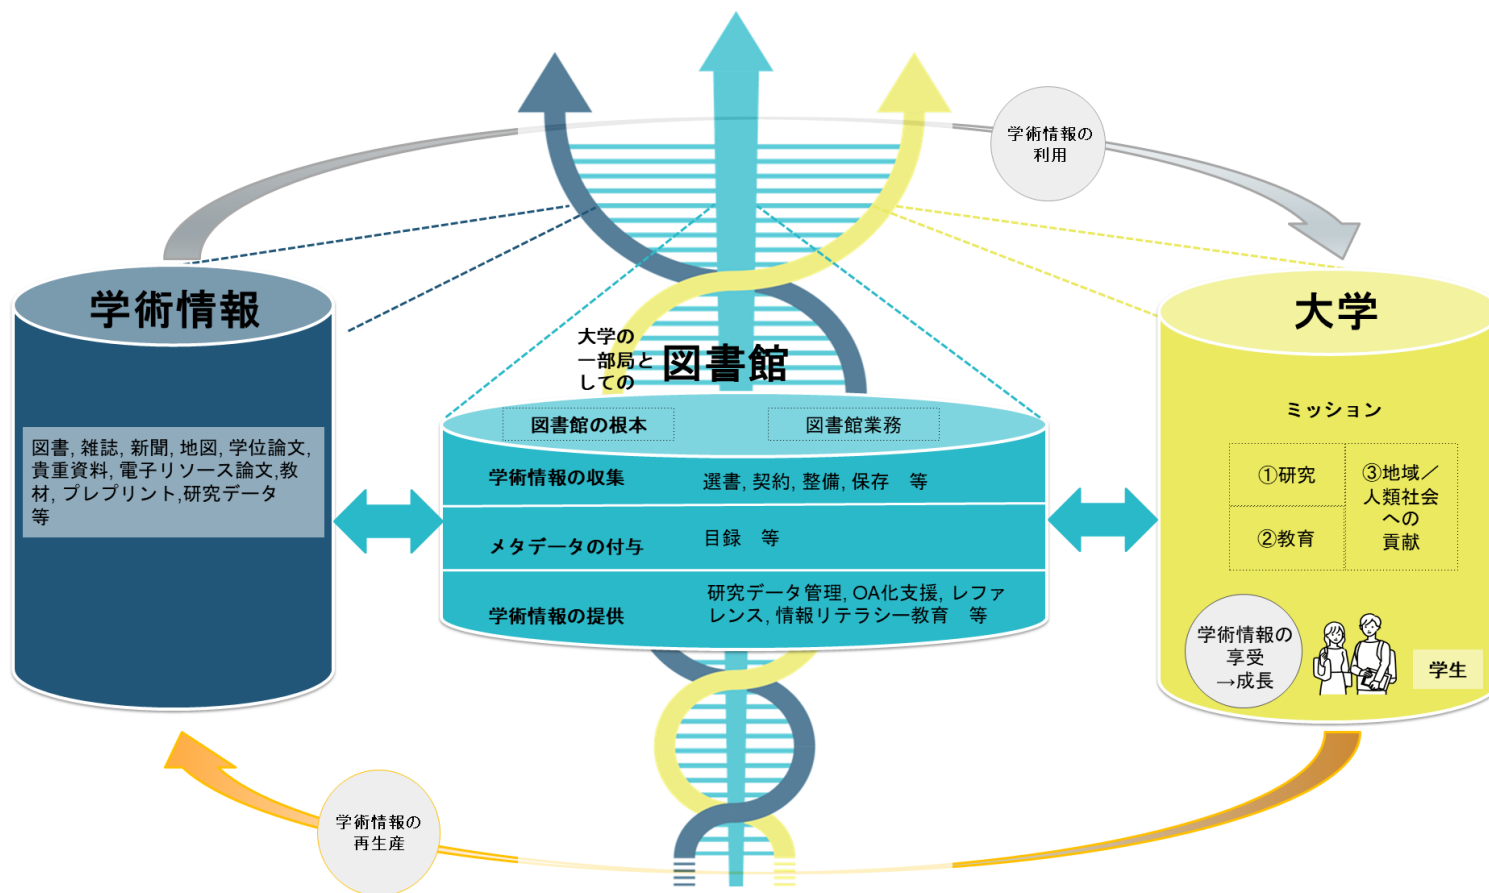 学術情報の
利用
学術情報
図書, 雑誌, 新聞, 地図, 学位論文,
貴重資料, 電子リソース論文,教
材, プレプリント,研究データ
等
大学の
一部局と
しての
図書館
図書館の根本
図書館業務
学術情報の収集
選書, 契約, 整備, 保存　等
メタデータの付与
目録　等
学術情報の提供
研究データ管理, OA化支援, レファ
レンス, 情報リテラシー教育　等
大学
ミッション
①研究
②教育
③地域／
人類社会
への
貢献
学術情報の
享受
→成長
学生
学術情報の
再生産